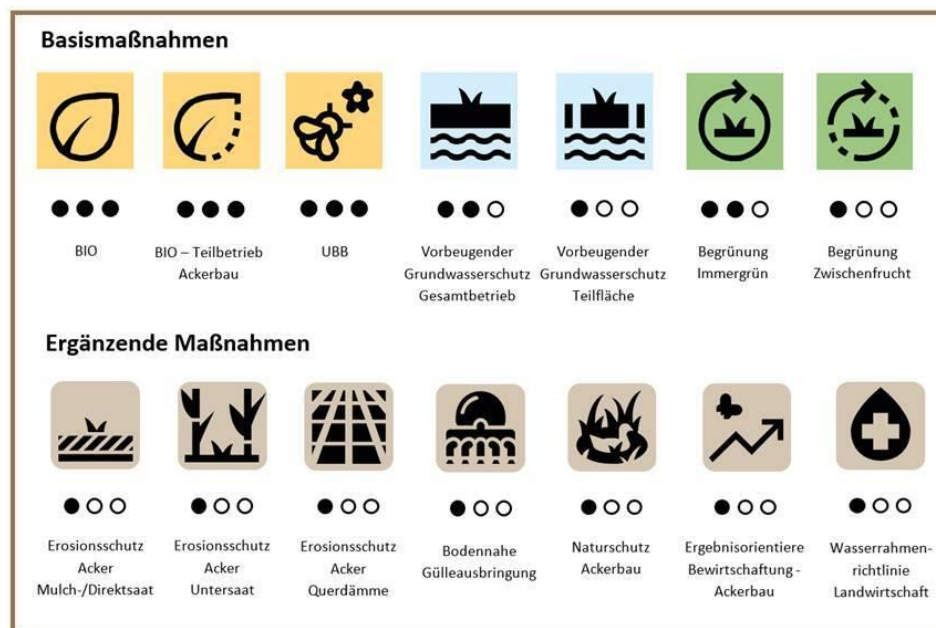 Basismaßnahmen
BIO
BIO – Teilbetrieb
Ackerbau
UBB
Vorbeugender
Grundwasserschutz
Gesamtbetrieb
Vorbeugender
Grundwasserschutz
Teilfläche
Begrünung
Immergrün
Begrünung
Zwischenfrucht
Ergänzende Maßnahmen
Erosionsschutz
Acker
Mulch-/Direktsaat
Erosionsschutz
Acker
Untersaat
Erosionsschutz
Acker
Querdämme
Bodennahe
Gülleausbringung
Naturschutz
Ackerbau
Ergebnisorientiere
Bewirtschaftung -
Ackerbau
Wasserrahmen-
richtlinie
Landwirtschaft